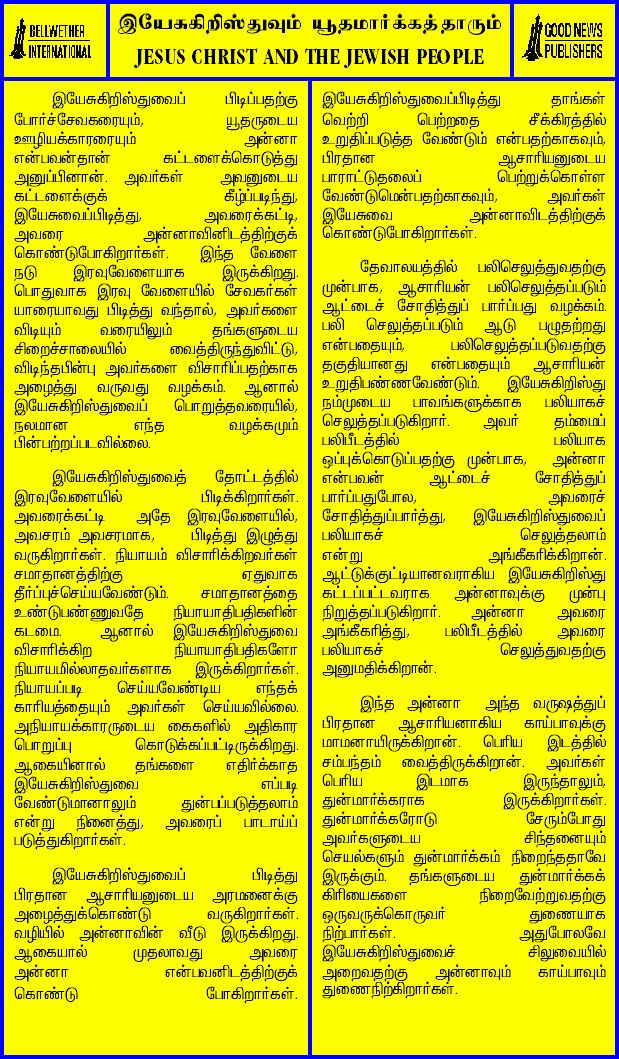 BELLWETHER
INTERNATIONAL
இயேசுகிறிஸ்துவும் யூதமார்க்கத்தாரும்
JESUS CHRIST AND THE JEWISH PEOPLE
GOOD NEWS
PUBLISHERS
இயேசுகிறிஸ்துவைப் பிடிப்பதற்கு
போர்ச்சேவகரையும், யூதருடைய
ஊழியக்காரரையும் அன்னா
என்பவன்தான் கட்டளைக்கொடுத்து
அனுப்பினான். அவர்கள் அவனுடைய
கட்டளைக்குக் கீழ்ப்படிந்து,
இயேசுவைப்பிடித்து, அவரைக்கட்டி,
அவரை அன்னாவினிடத்திற்குக்
கொண்டுபோகிறார்கள். இந்த வேளை
நடு இரவுவேளையாக இருக்கிறது.
பொதுவாக இரவு வேளையில் சேவகர்கள்
யாரையாவது பிடித்து வந்தால், அவர்களை
விடியும் வரையிலும் தங்களுடைய
சிறைச்சாலையில் வைத்திருந்துவிட்டு,
விடிந்தபின்பு அவர்களை விசாரிப்பதற்காக
அழைத்து வருவது வழக்கம். ஆனால்
இயேசுகிறிஸ்துவைப் பொறுத்தவரையில்,
நலமான எந்த வழக்கமும்
பின்பற்றப்படவில்லை.
இயேசுகிறிஸ்துவைத் தோட்டத்தில்
இரவுவேளையில் பிடிக்கிறார்கள்.
அவரைக்கட்டி அதே இரவுவேளையில்,
அவசரம் அவசரமாக, பிடித்து இழுத்து
வருகிறார்கள். நியாயம் விசாரிக்கிறவர்கள்
சமாதானத்திற்கு ஏதுவாக
தீர்ப்புச்செய்யவேண்டும். சமாதானத்தை
உண்டுபண்ணுவதே நியாயாதிபதிகளின்
கடமை. ஆனால் இயேசுகிறிஸ்துவை
விசாரிக்கிற நியாயாதிபதிகளோ
நியாயமில்லாதவர்களாக இருக்கிறார்கள்.
நியாயப்படி செய்யவேண்டிய எந்தக்
காரியத்தையும் அவர்கள் செய்யவில்லை.
அநியாயக்காரருடைய கைகளில் அதிகார
பொறுப்பு கொடுக்கப்பட்டிருக்கிறது.
ஆகையினால் தங்களை எதிர்க்காத
இயேசுகிறிஸ்துவை எப்படி
வேண்டுமானாலும் துன்பப்படுத்தலாம்
என்று நினைத்து, அவரைப் பாடாய்ப்
படுத்துகிறார்கள்.
இயேசுகிறிஸ்துவைப் பிடித்து
பிரதான ஆசாரியனுடைய அரமனைக்கு
அழைத்துக்கொண்டு வருகிறார்கள்.
வழியில் அன்னாவின் வீடு இருக்கிறது.
ஆகையால் முதலாவது அவரை
அன்னா என்பவனிடத்திற்குக்
கொண்டு போகிறார்கள்.
இயேசுகிறிஸ்துவைப்பிடித்து தாங்கள்
வெற்றி பெற்றதை சீக்கிரத்தில்
உறுதிப்படுத்த வேண்டும் என்பதற்காகவும்,
பிரதான ஆசாரியனுடைய
பாராட்டுதலைப் பெற்றுக்கொள்ள
வேண்டுமென்பதற்காகவும், அவர்கள்
இயேசுவை அன்னாவிடத்திற்குக்
கொண்டுபோகிறார்கள்.
தேவாலயத்தில் பலிசெலுத்துவதற்கு
முன்பாக, ஆசாரியன் பலிசெலுத்தப்படும்
ஆட்டைச் சோதித்துப் பார்ப்பது வழக்கம்.
பலி செலுத்தப்படும் ஆடு பழுதற்றது
என்பதையும், பலிசெலுத்தப்படுவதற்கு
தகுதியானது என்பதையும் ஆசாரியன்
உறுதிபண்ணவேண்டும். இயேசுகிறிஸ்து
நம்முடைய பாவங்களுக்காக பலியாகச்
செலுத்தப்படுகிறார். அவர் தம்மைப்
பலிபீடத்தில் பலியாக
ஒப்புக்கொடுப்பதற்கு முன்பாக, அன்னா
என்பவன் ஆட்டைச் சோதித்துப்
பார்ப்பதுபோல, அவரைச்
சோதித்துப்பார்த்து, இயேசுகிறிஸ்துவைப்
பலியாகச் செலுத்தலாம்
என்று அங்கீகரிக்கிறான்.
ஆட்டுக்குட்டியானவராகிய இயேசுகிறிஸ்து
கட்டப்பட்டவராக அன்னாவுக்கு முன்பு
நிறுத்தப்படுகிறார். அன்னா அவரை
அங்கீகரித்து, பலிபீடத்தில் அவரை
பலியாகச் செலுத்துவதற்கு
அனுமதிக்கிறான்.
இந்த அன்னா அந்த வருஷத்துப்
பிரதான ஆசாரியனாகிய காய்பாவுக்கு
மாமனாயிருக்கிறான். பெரிய இடத்தில்
சம்பந்தம் வைத்திருக்கிறான். அவர்கள்
பெரிய இடமாக இருந்தாலும்,
துன்மார்க்கராக இருக்கிறார்கள்.
துன்மார்க்கரோடு சேரும்போது
அவர்களுடைய சிந்தனையும்
செயல்களும் துன்மார்க்கம் நிறைந்ததாவே
இருக்கும். தங்களுடைய துன்மார்க்கக்
கிரியைகளை நிறைவேற்றுவதற்கு
ஒருவருக்கொருவர் துணையாக
நிற்பார்கள். அதுபோலவே
இயேசுகிறிஸ்துவைச் சிலுவையில்
அறைவதற்கு அன்னாவும் காய்பாவும்
துணைநிற்கிறார்கள்.